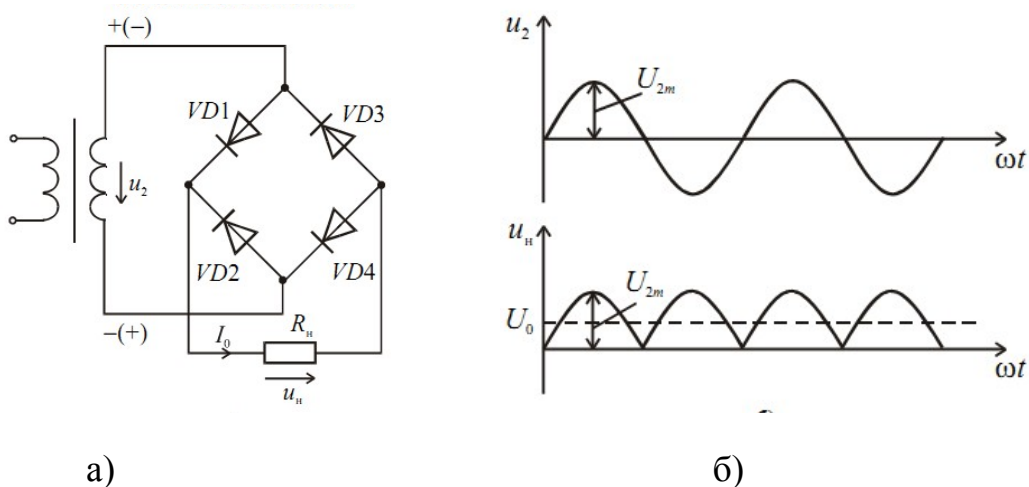 +(−)
VD1
VD3
u₂
VD2
VD4
−(+)
I₀
Rн
uн
а)
u₂
U₂ₘ
ωt
uн
U₂ₘ
U₀
ωt
б)